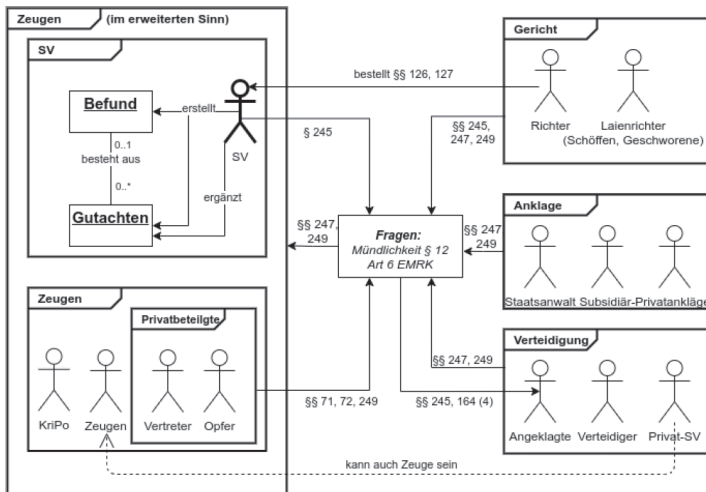 Zeugen (im erweiterten Sinn)
SV
Befund
erstellt
SV
0..1
besteht aus
0..*
ergänzt
Gutachten
Zeugen
Privatbeteiligte
KriPo
Zeugen
Vertreter
Opfer
bestellt §§ 126, 127
§ 245
§§ 245,
247, 249
§§ 247,
249
Fragen:
Mündlichkeit § 12
Art 6 EMRK
§§ 247
249
§§ 71, 72, 249
§§ 247, 249
§§ 245, 164 (4)
kann auch Zeuge sein
Gericht
Richter
Laienrichter
(Schöffen, Geschworene)
Anklage
Staatsanwalt Subsidiär-Privatankläge
Verteidigung
Angeklagte
Verteidiger
Privat-SV